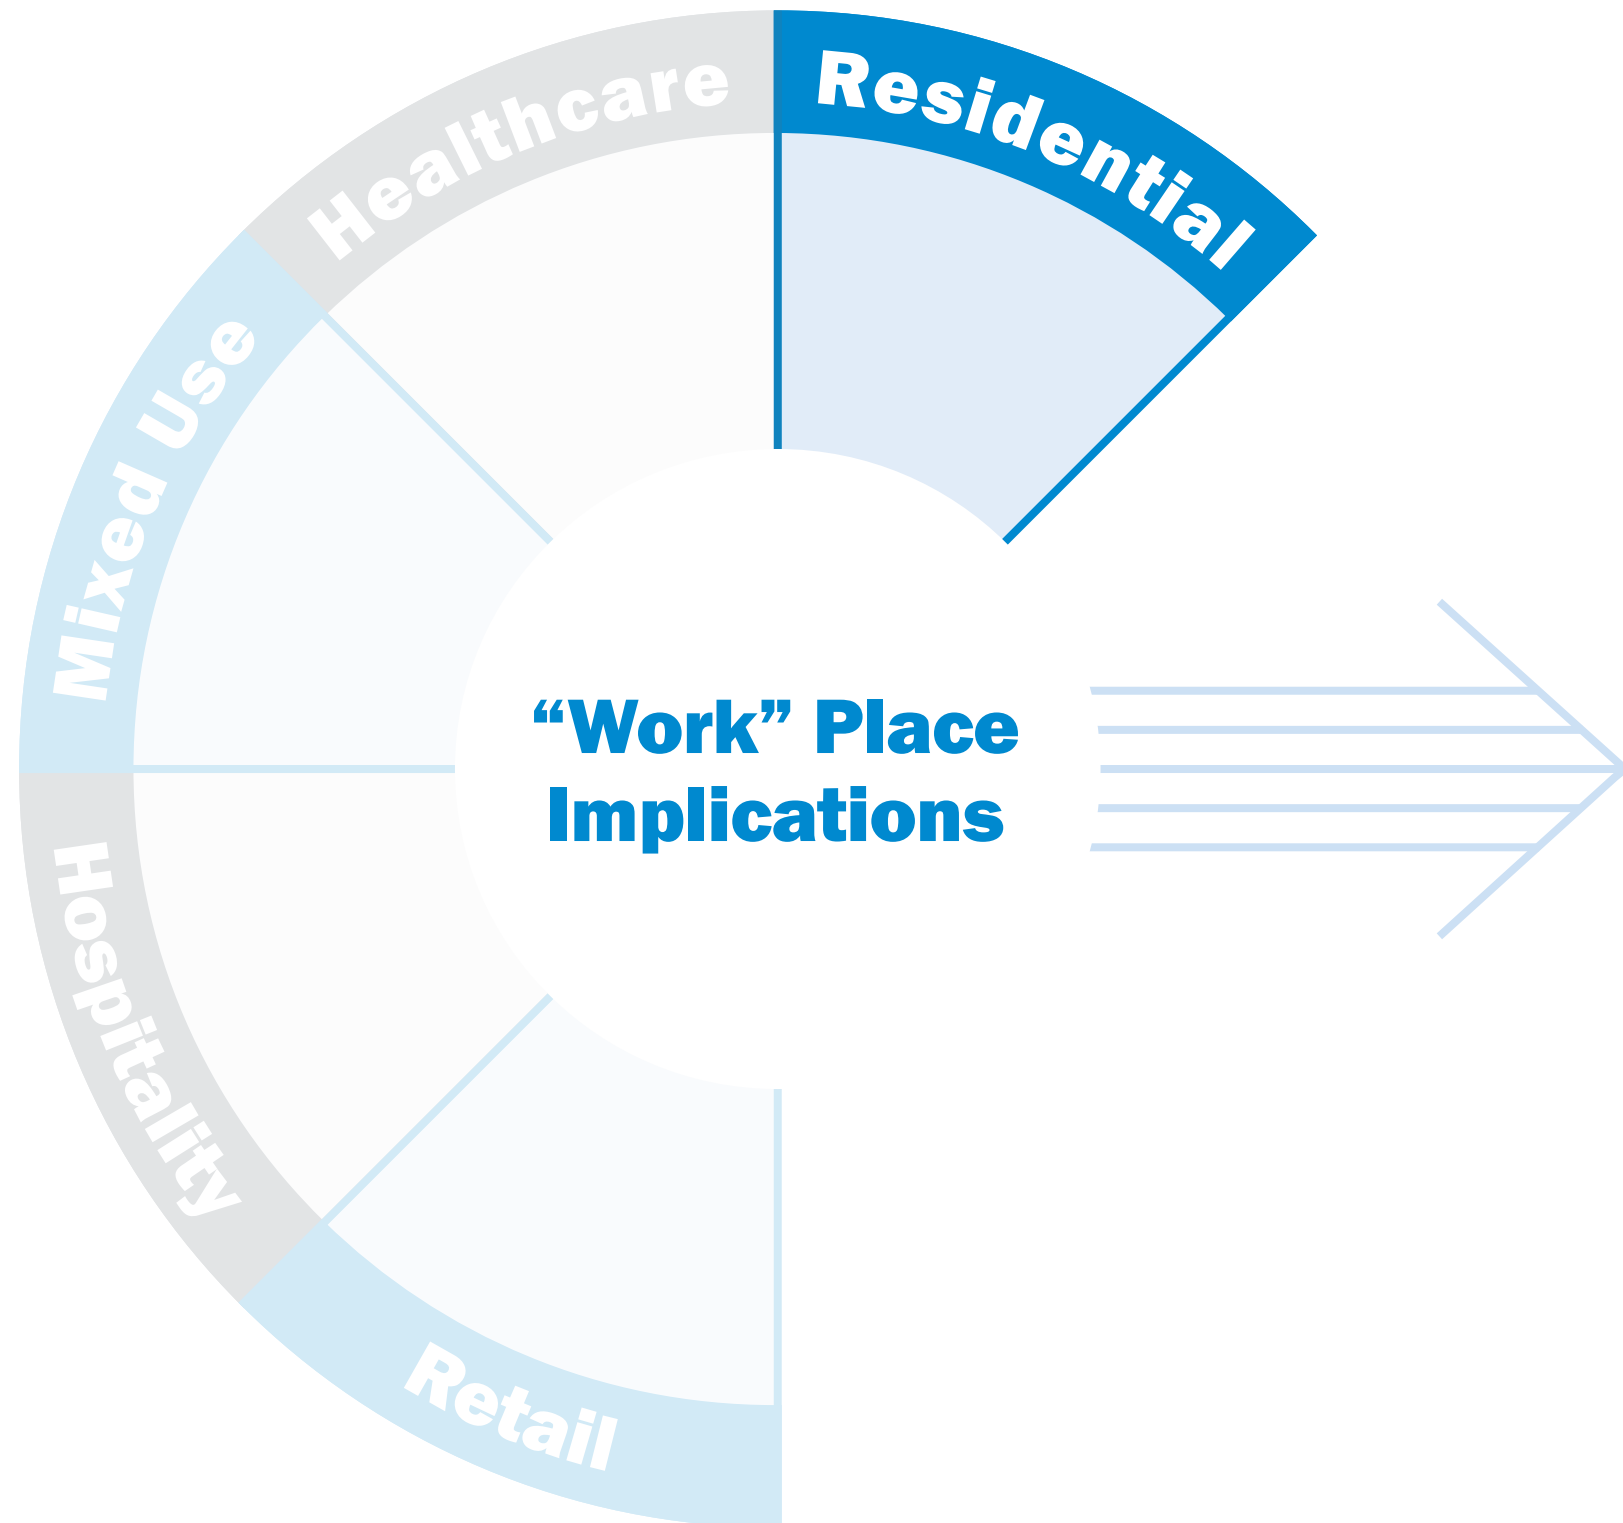 Residential
Healthcare
Mixed Use
Hospitality
Retail
“Work” Place
Implications